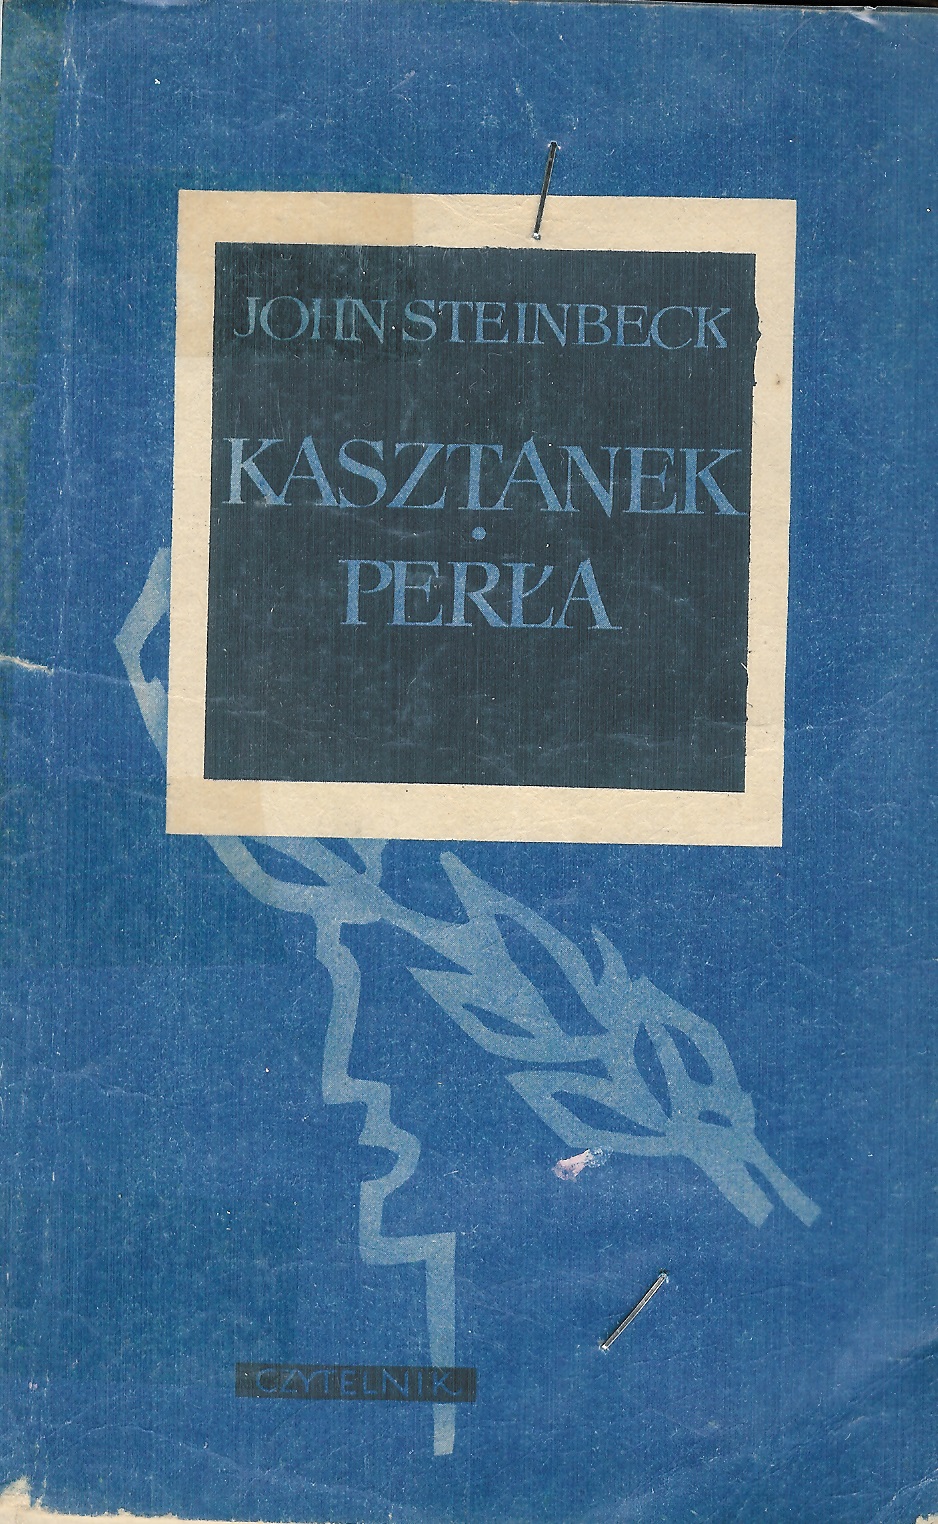 JOHN STEINBECK
KASZTANEK
•
PERŁA
CZYTELNIK